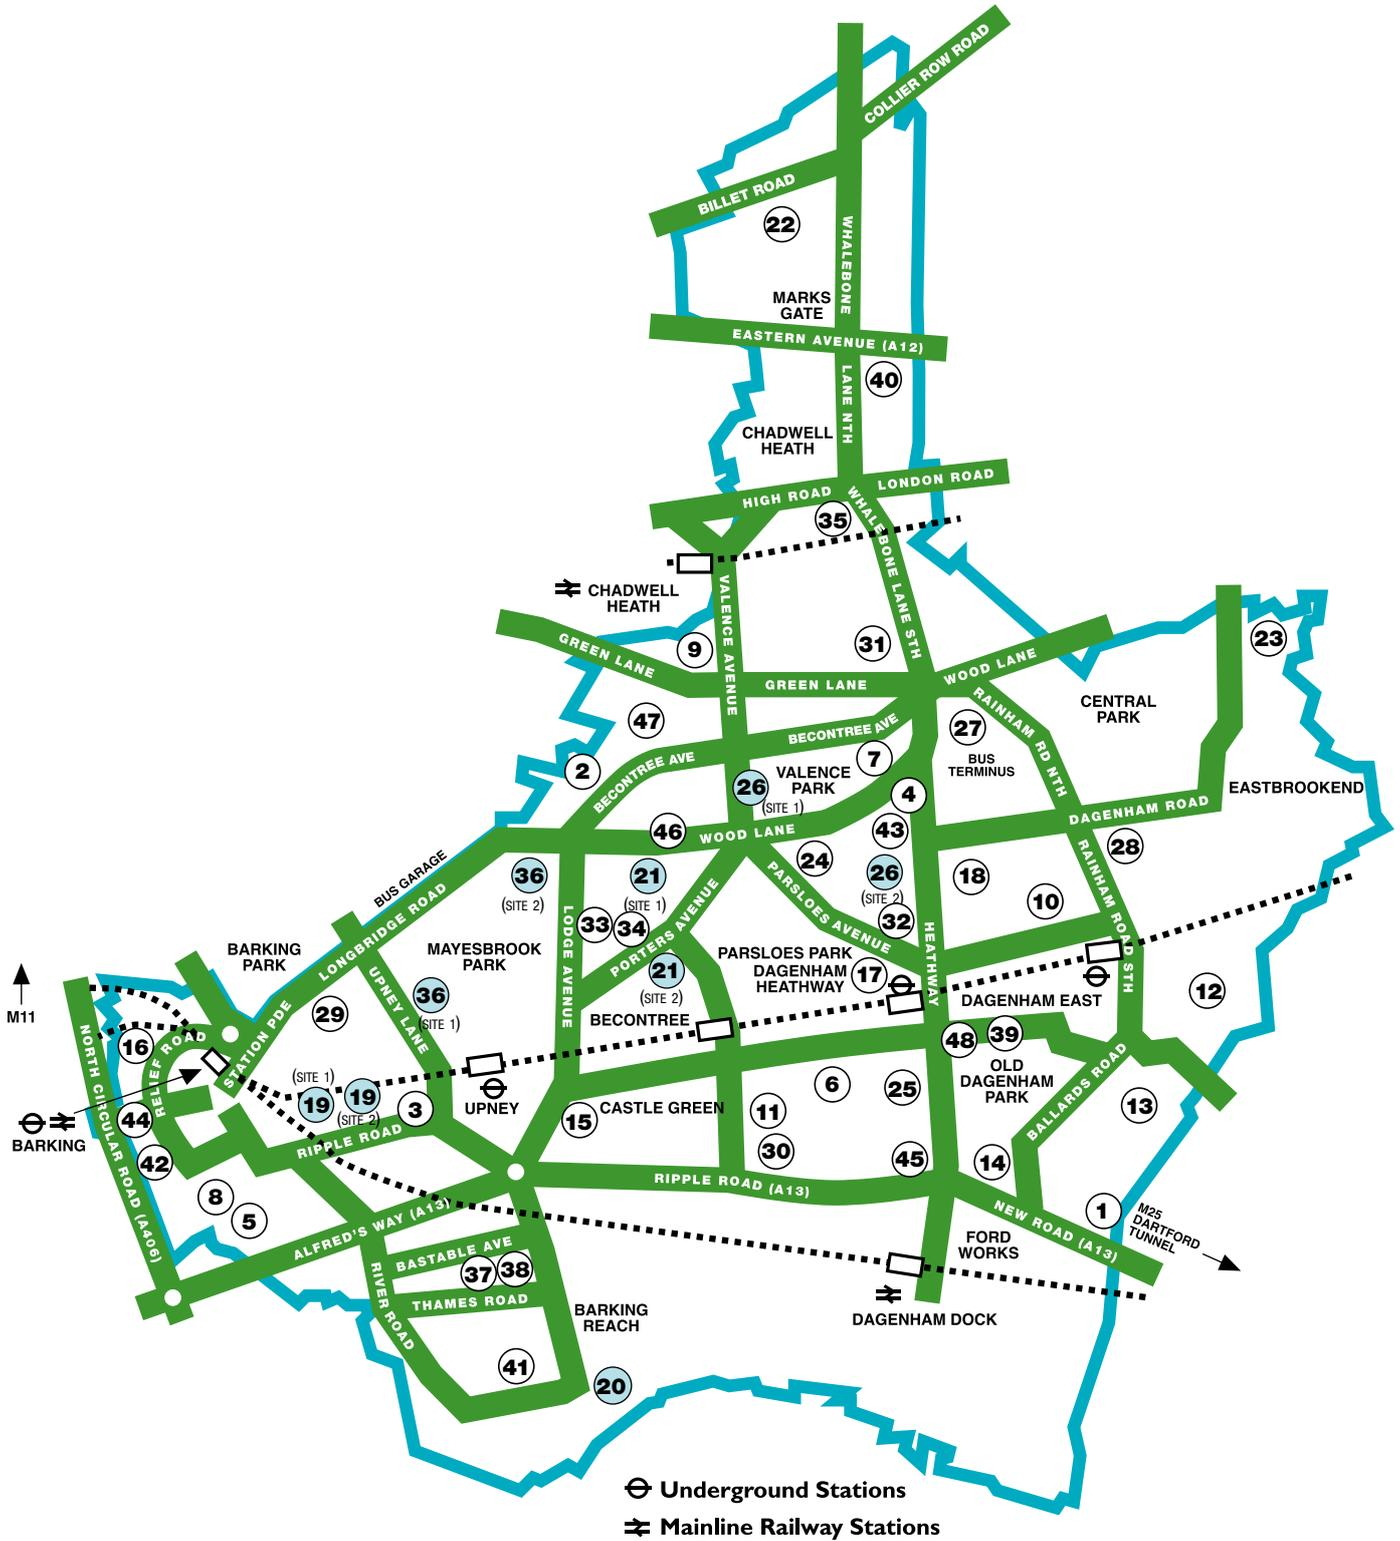 COLLIER ROW ROAD
BILLET ROAD
22
WHALEBONE
MARKS
GATE
EASTERN AVENUE (A12)
LANE NTH
40
CHADWELL
HEATH
HIGH ROAD
LONDON ROAD
35
WHALEBONE LANE STH
CHADWELL
HEATH
VALENCE AVENUE
GREEN LANE
9
31
23
GREEN LANE
WOOD LANE
CENTRAL
PARK
RAINHAM RD NTH
47
27
BECONTREE AVE
BUS
TERMINUS
7
2
BECONTREE AVE
VALENCE
PARK
26
(SITE 1)
4
EASTBROOKEND
DAGENHAM ROAD
46
WOOD LANE
43
28
BUS GARAGE
36
(SITE 2)
21
(SITE 1)
24
26
(SITE 2)
18
10
RAINHAM ROAD STH
LONGBRIDGE ROAD
LODGE AVENUE
33
34
PORTERS AVENUE
PARSLOES AVENUE
32
HEATHWAY
BARKING
PARK
MAYESBROOK
PARK
PARSLOES PARK
DAGENHAM
HEATHWAY
17
21
(SITE 2)
UPNEY LANE
36
(SITE 1)
12
DAGENHAM EAST
M11
29
BECONTREE
STATION PDE
16
RELIEF ROAD
NORTH CIRCULAR ROAD (A406)
48
39
OLD
DAGENHAM
PARK
BALLARDS ROAD
(SITE 1)
19
19
(SITE 2)
3
UPNEY
6
25
13
44
BARKING
15
CASTLE GREEN
11
RIPPLE ROAD
30
42
45
14
8
5
RIPPLE ROAD (A13)
1
M25
DARTFORD
TUNNEL
NEW ROAD (A13)
ALFRED'S WAY (A13)
FORD
WORKS
BASTABLE AVE
37
38
RIVER ROAD
THAMES ROAD
BARKING
REACH
DAGENHAM DOCK
41
20
Underground Stations
Mainline Railway Stations